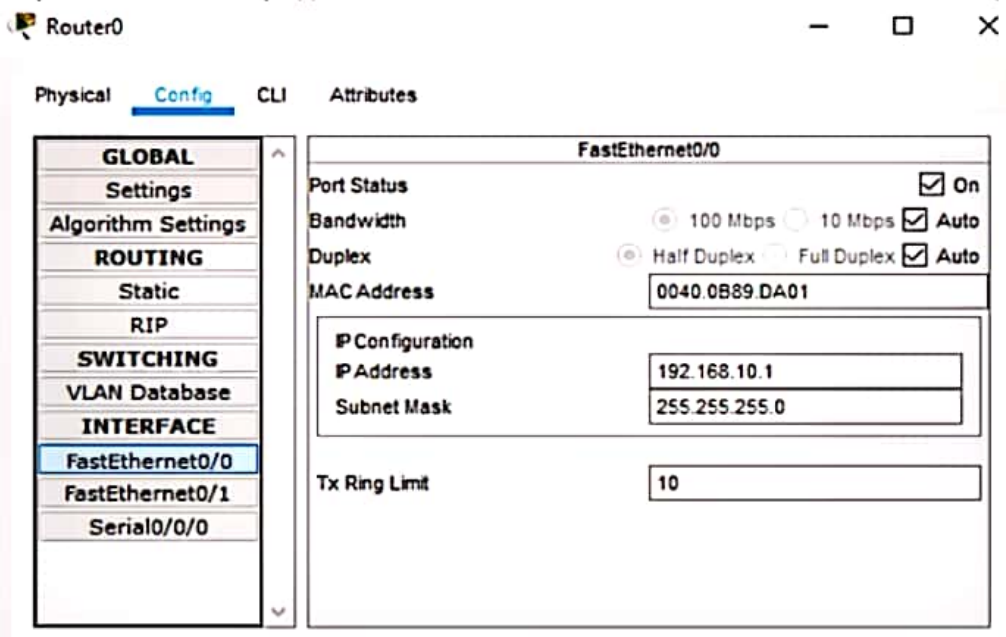 Router0
Physical Config CLI Attributes
GLOBAL
Settings
Algorithm Settings
ROUTING
Static
RIP
SWITCHING
VLAN Database
INTERFACE
FastEthernet0/0
FastEthernet0/1
Serial0/0/0
FastEthernet0/0
Port Status On
Bandwidth 100 Mbps 10 Mbps Auto
Duplex Half Duplex Full Duplex Auto
MAC Address 0040.0B89.DA01
IP Configuration
IP Address 192.168.10.1
Subnet Mask 255.255.255.0
Tx Ring Limit 10